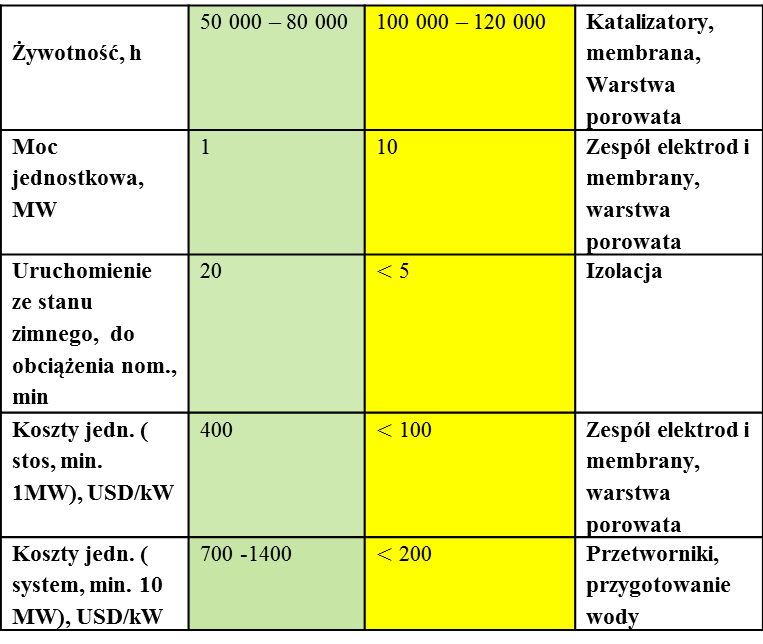 Żywotność, h
50 000 – 80 000
100 000 – 120 000
Katalizatory,
membrana,
Warstwa
porowata
Moc
jednostkowa,
MW
1
10
Zespół elektrod i
membrany,
warstwa
porowata
Uruchomienie
ze stanu
zimnego, do
obciążenia nom.,
min
20
< 5
Izolacja
Koszty jedn. (
stos, min.
1MW), USD/kW
400
< 100
Zespół elektrod i
membrany,
warstwa
porowata
Koszty jedn. (
system, min. 10
MW), USD/kW
700 -1400
< 200
Przetworniki,
przygotowanie
wody